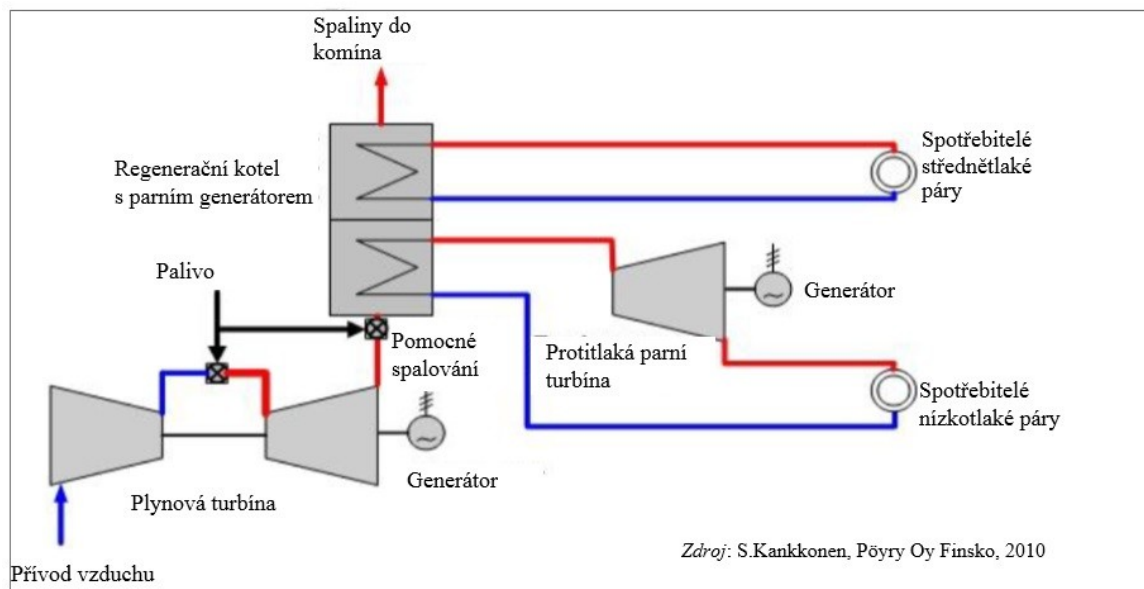 Spaliny do
komína
Regenerační kotel
s parním generátorem
Spotřebitelé
střednětlaké
páry
Palivo
Generátor
Pomocné
spalování
Protitlaká parní
turbína
Spotřebitelé
nízkotlaké páry
Generátor
Plynová turbína
Přívod vzduchu
Zdroj: S.Kankkonen, Pöyry Oy Finsko, 2010